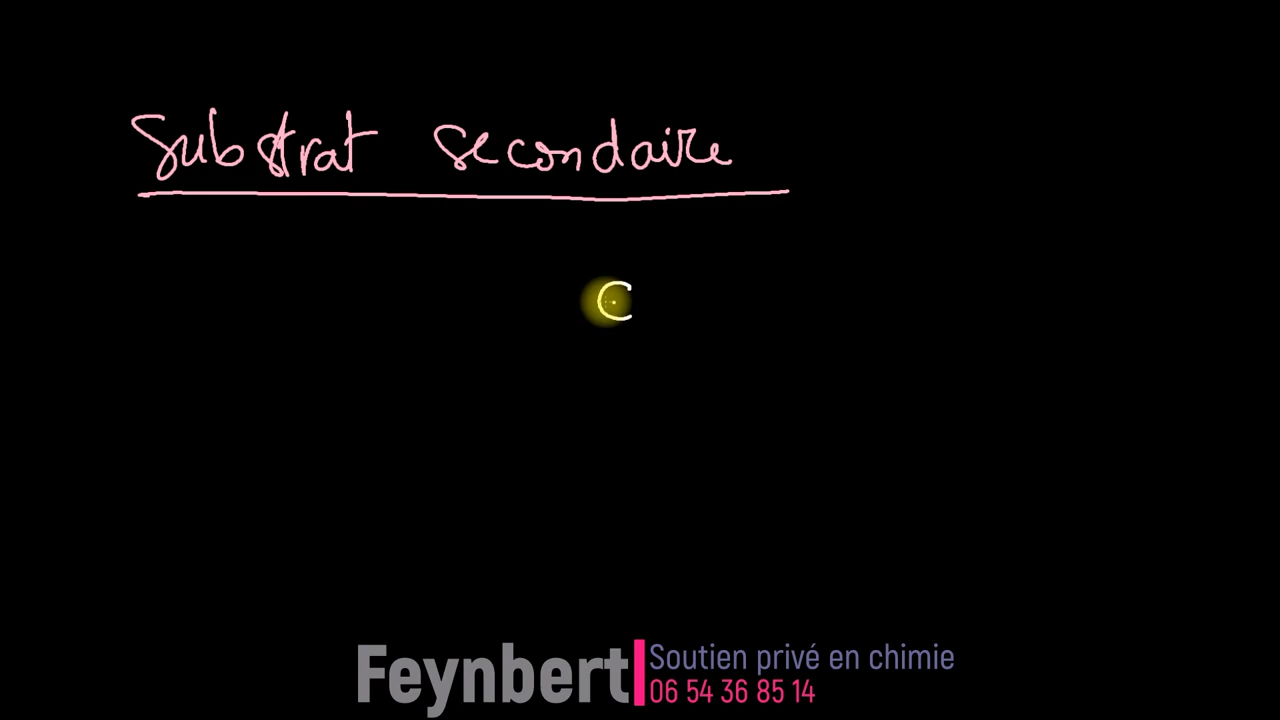 Substrat secondaire
C
Feynbert
Soutien privé en chimie
06 54 36 85 14